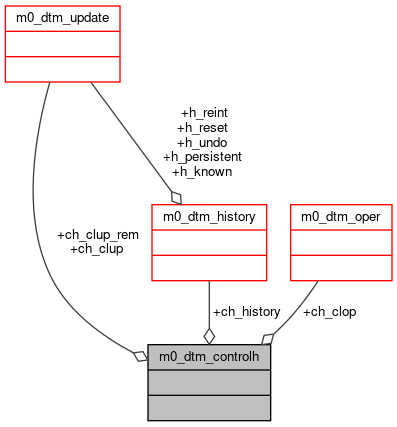 m0_dtm_update
+h_reint
+h_reset
+h_undo
+h_persistent
+h_known
m0_dtm_history
m0_dtm_oper
+ch_clup_rem
+ch_clup
+ch_history
+ch_clop
m0_dtm_controlh